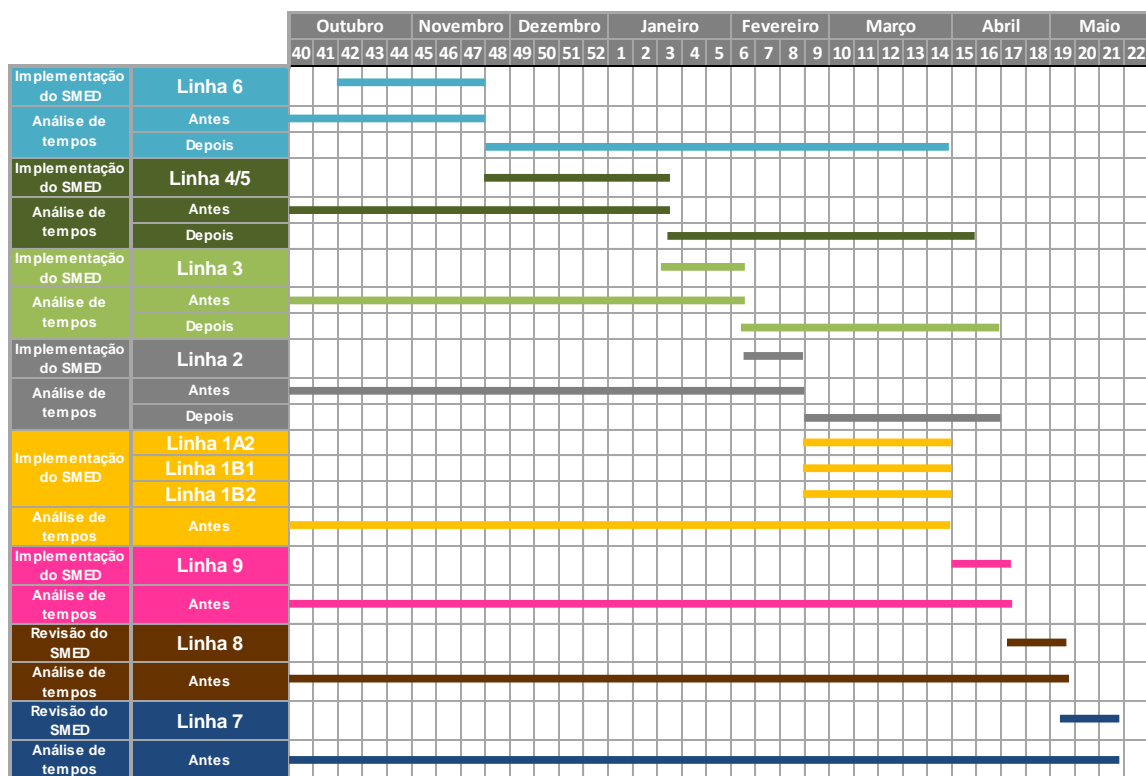 Outubro Novembro Dezembro Janeiro Fevereiro Março Abril Maio
40 41 42 43 44 45 46 47 48 49 50 51 52 1 2 3 4 5 6 7 8 9 10 11 12 13 14 15 16 17 18 19 20 21 22
Implementação
do SMED
Linha 6
Análise de
tempos
Antes
Depois
Implementação
do SMED
Linha 4/5
Análise de
tempos
Antes
Depois
Implementação
do SMED
Linha 3
Análise de
tempos
Antes
Depois
Implementação
do SMED
Linha 2
Análise de
tempos
Antes
Depois
Implementação
do SMED
Linha 1A2
Linha 1B1
Linha 1B2
Análise de
tempos
Antes
Implementação
do SMED
Linha 9
Análise de
tempos
Antes
Revisão do
SMED
Linha 8
Análise de
tempos
Antes
Revisão do
SMED
Linha 7
Análise de
tempos
Antes